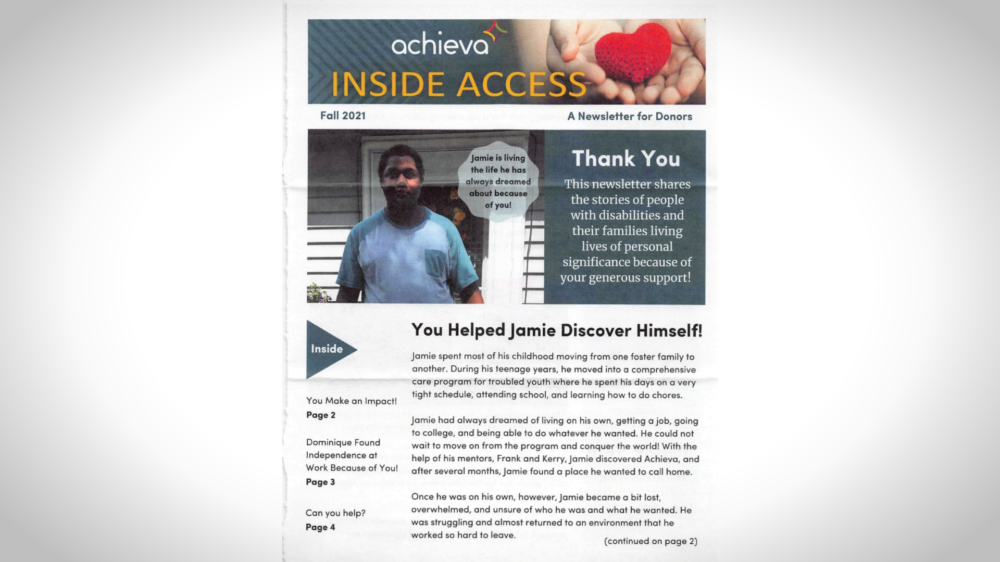 achieva
INSIDE ACCESS
Fall 2021
A Newsletter for Donors
Jamie is living
the life he has
always dreamed
about because
of you!
Thank You
This newsletter shares
the stories of people
with disabilities and
their families living
lives of personal
significance because of
your generous support!
Inside
You Make an Impact!
Page 2
Dominique Found
Independence at
Work Because of You!
Page 3
Can you help?
Page 4
You Helped Jamie Discover Himself!
Jamie spent most of his childhood moving from one foster family to
another. During his teenage years, he moved into a comprehensive
care program for troubled youth where he spent his days on a very
tight schedule, attending school, and learning how to do chores.
Jamie had always dreamed of living on his own, getting a job, going
to college, and being able to do whatever he wanted. He could not
wait to move on from the program and conquer the world! With the
help of his mentors, Frank and Kerry, Jamie discovered Achieva, and
after several months, Jamie found a place he wanted to call home.
Once he was on his own, however, Jamie became a bit lost,
overwhelmed, and unsure of who he was and what he wanted. He
was struggling and almost returned to an environment that he
worked so hard to leave.
(continued on page 2)